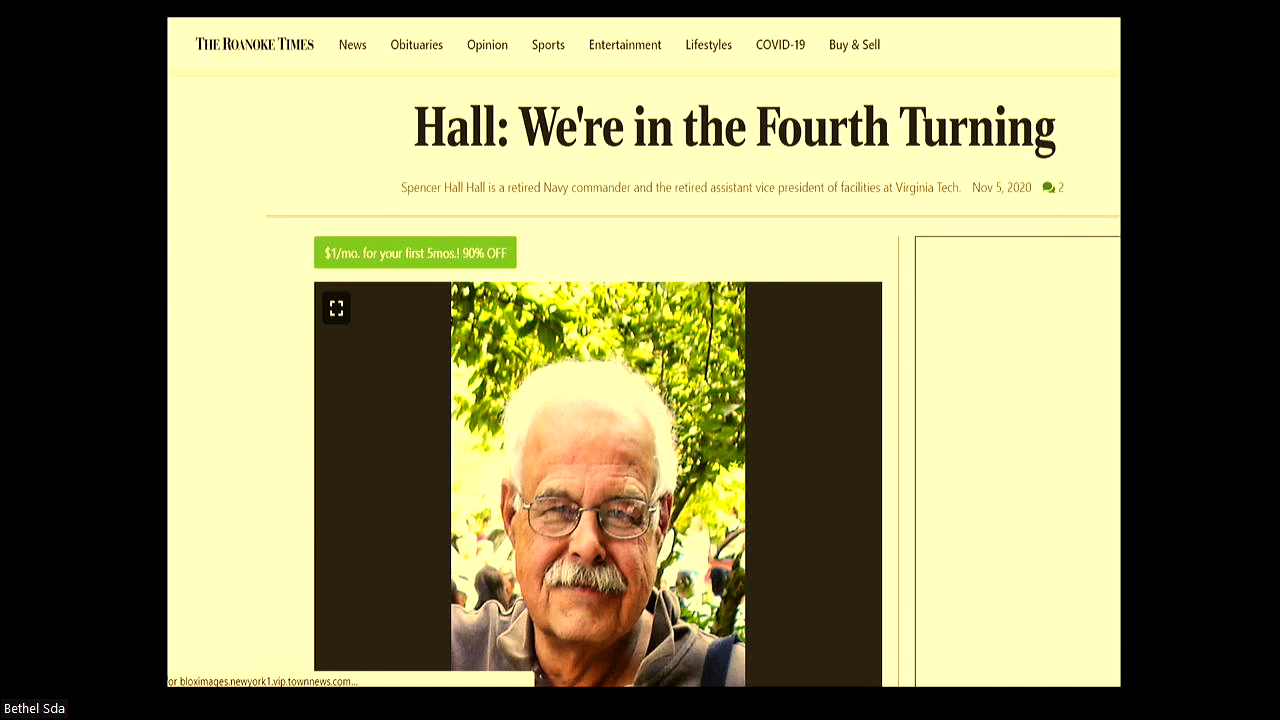 THE ROANOKE TIMES News Obituaries Opinion Sports Entertainment Lifestyles COVID-19 Buy & Sell
Hall: We're in the Fourth Turning
Spencer Hall Hall is a retired Navy commander and the retired assistant vice president of facilities at Virginia Tech. Nov 5, 2020 2
$1/mo. for your first 5mos.! 90% OFF
or bloximages.newyork1.vip.townnews.com...
Bethel Sda